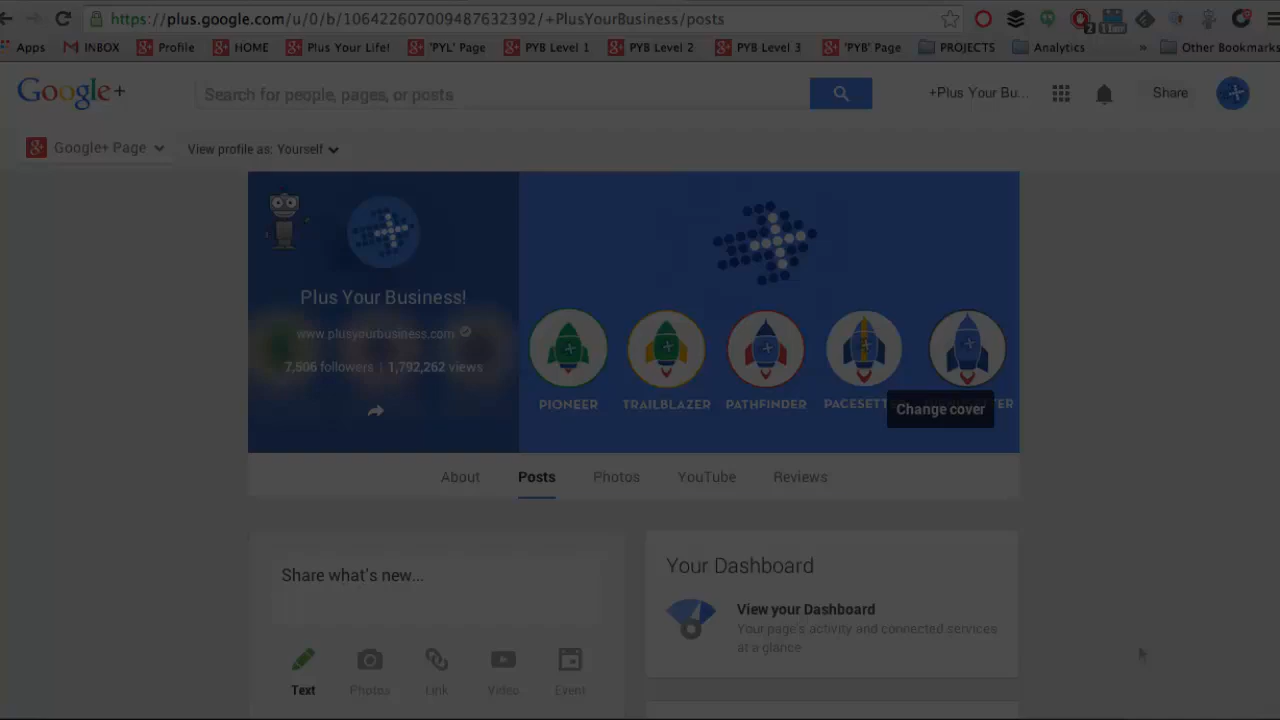 https://plus.google.com/u/0/b/106422607009487632392/+PlusYourBusiness/posts
2
Apps INBOX Profile HOME Plus Your Life! 'PYL' Page PYB Level 1 PYB Level 2 PYB Level 3 'PYB' Page PROJECTS Analytics » Other Bookmarks
Google+ Search for people, pages, or posts +Plus Your Bu... Share
Google+ Page View profile as: Yourself
Plus Your Business!
www.plusyourbusiness.com
7,506 followers | 1,792,262 views
PIONEER TRAILBLAZER PATHFINDER
Change cover
About Posts Photos YouTube Reviews
Share what's new...
Text Photos Link Video Event
Your Dashboard
View your Dashboard
Your page's activity and connected services
at a glance